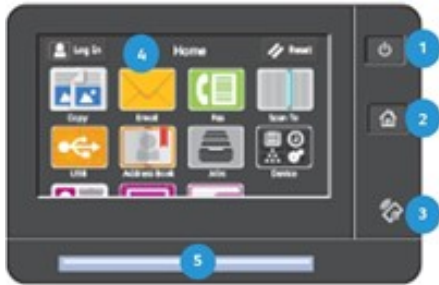 Log In 4 Home Reset 1
Copy Email Fax Scan To
2
USB Address Book Jobs Device
3
5